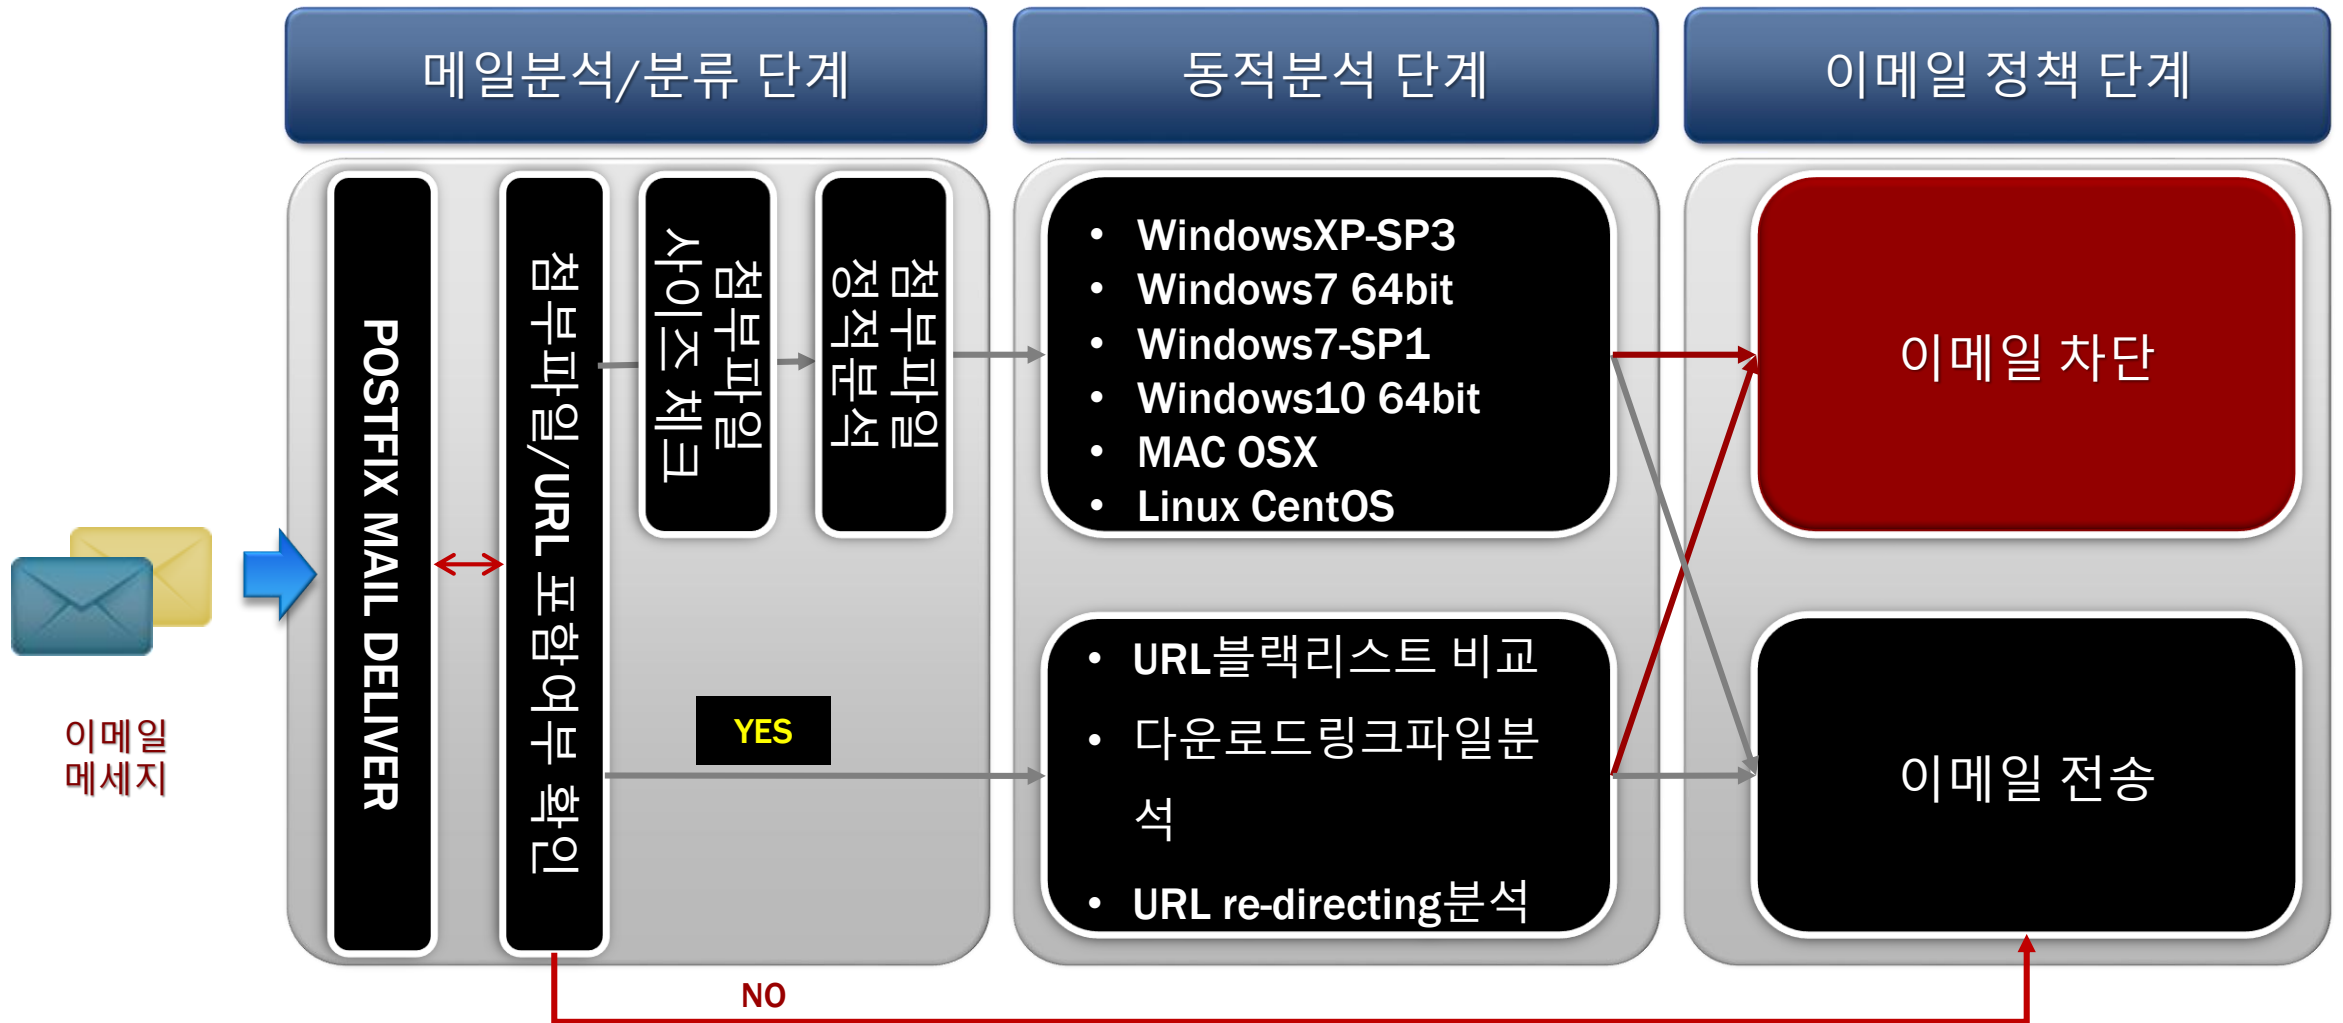 메일분석/분류 단계
동적분석 단계
이메일 정책 단계
이메일
메세지
POSTFIX MAIL DELIVER
첨부파일/URL 포함여부 확인
첨부파일
사이즈 체크
첨부파일
정적분석
YES
NO
• WindowsXP-SP3
• Windows7 64bit
• Windows7-SP1
• Windows10 64bit
• MAC OSX
• Linux CentOS
• URL블랙리스트 비교
• 다운로드링크파일분
석
• URL re-directing분석
이메일 차단
이메일 전송